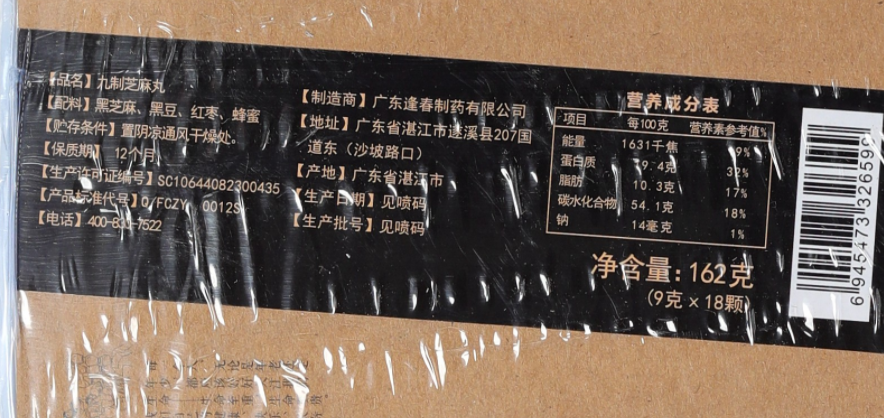 【品名】九制芝麻丸
【配料】黑芝麻、黑豆、红枣、蜂蜜
【贮存条件】置阴凉通风干燥处。
【保质期】 12个月
【生产许可证编号】SC10644082300435
【产品标准代号】Q/FCZY 0012S
【电话】400-831-7522
【制造商】广东逢春制药有限公司
【地址】广东省湛江市遂溪县207国
道东（沙坡路口）
【产地】广东省湛江市
【生产日期】见喷码
【生产批号】见喷码
营养成分表
项目 每100克 营养素参考值%
能量 1631千焦 9%
蛋白质 9.4克 3%
脂肪 10.3克 17%
碳水化合物 54.1克 18%
钠 14毫克 1%
净含量：162克
(9克×18颗)
6 945473 32659